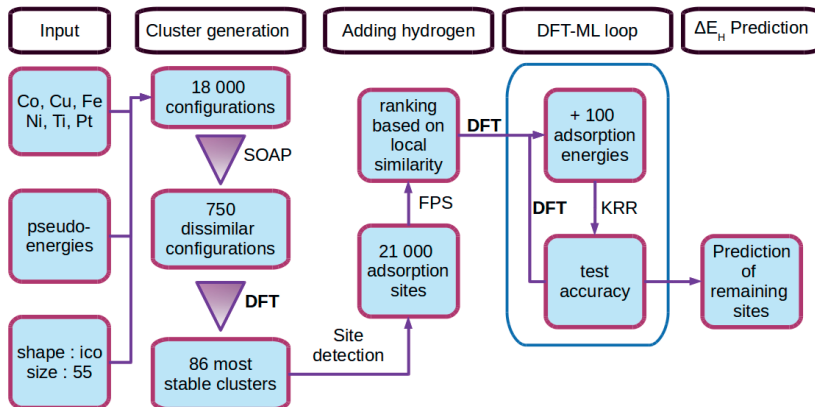 Input
Cluster generation
Adding hydrogen
DFT-ML loop
ΔE_H Prediction
Co, Cu, Fe
Ni, Ti, Pt
pseudo-
energies
shape : ico
size : 55
18 000
configurations
SOAP
750
dissimilar
configurations
DFT
86 most
stable clusters
Site
detection
ranking
based on
local
similarity
FPS
21 000
adsorption
sites
DFT
+ 100
adsorption
energies
DFT
KRR
test
accuracy
Prediction
of
remaining
sites